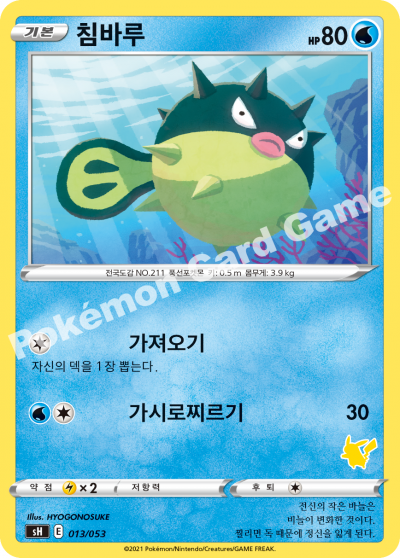 기본 침바루 HP 80
전국도감 NO.211 풍선포켓몬 키: 0.5 m 몸무게: 3.9 kg
Pokémon Card Game
가져오기
자신의 덱을 1장 뽑는다.
가시로찌르기 30
약점 ×2 저항력 후퇴
Illus. HYOGONOSUKE
sH E 013/053
전신의 작은 바늘은
비늘이 변화한 것이다.
찔리면 독 때문에 정신을 잃게 된다.
©2021 Pokémon/Nintendo/Creatures/GAME FREAK.